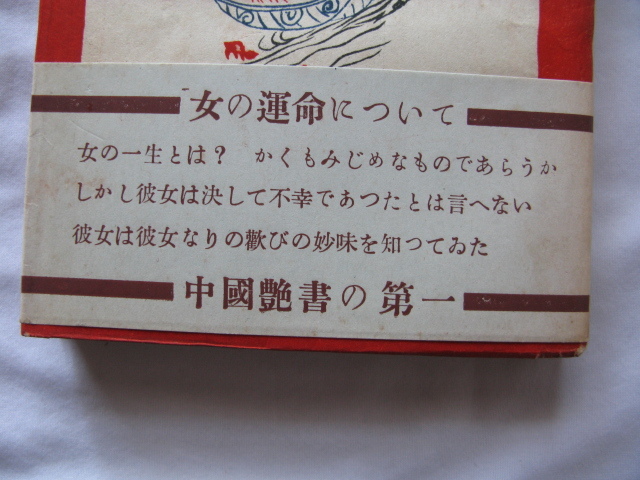 女の運命について
女の一生とは？ かくもみじめなものであらうか
しかし彼女は決して不幸であつたとは言へない
彼女は彼女なりの歡びの妙味を知つてゐた
中國艶書の第一